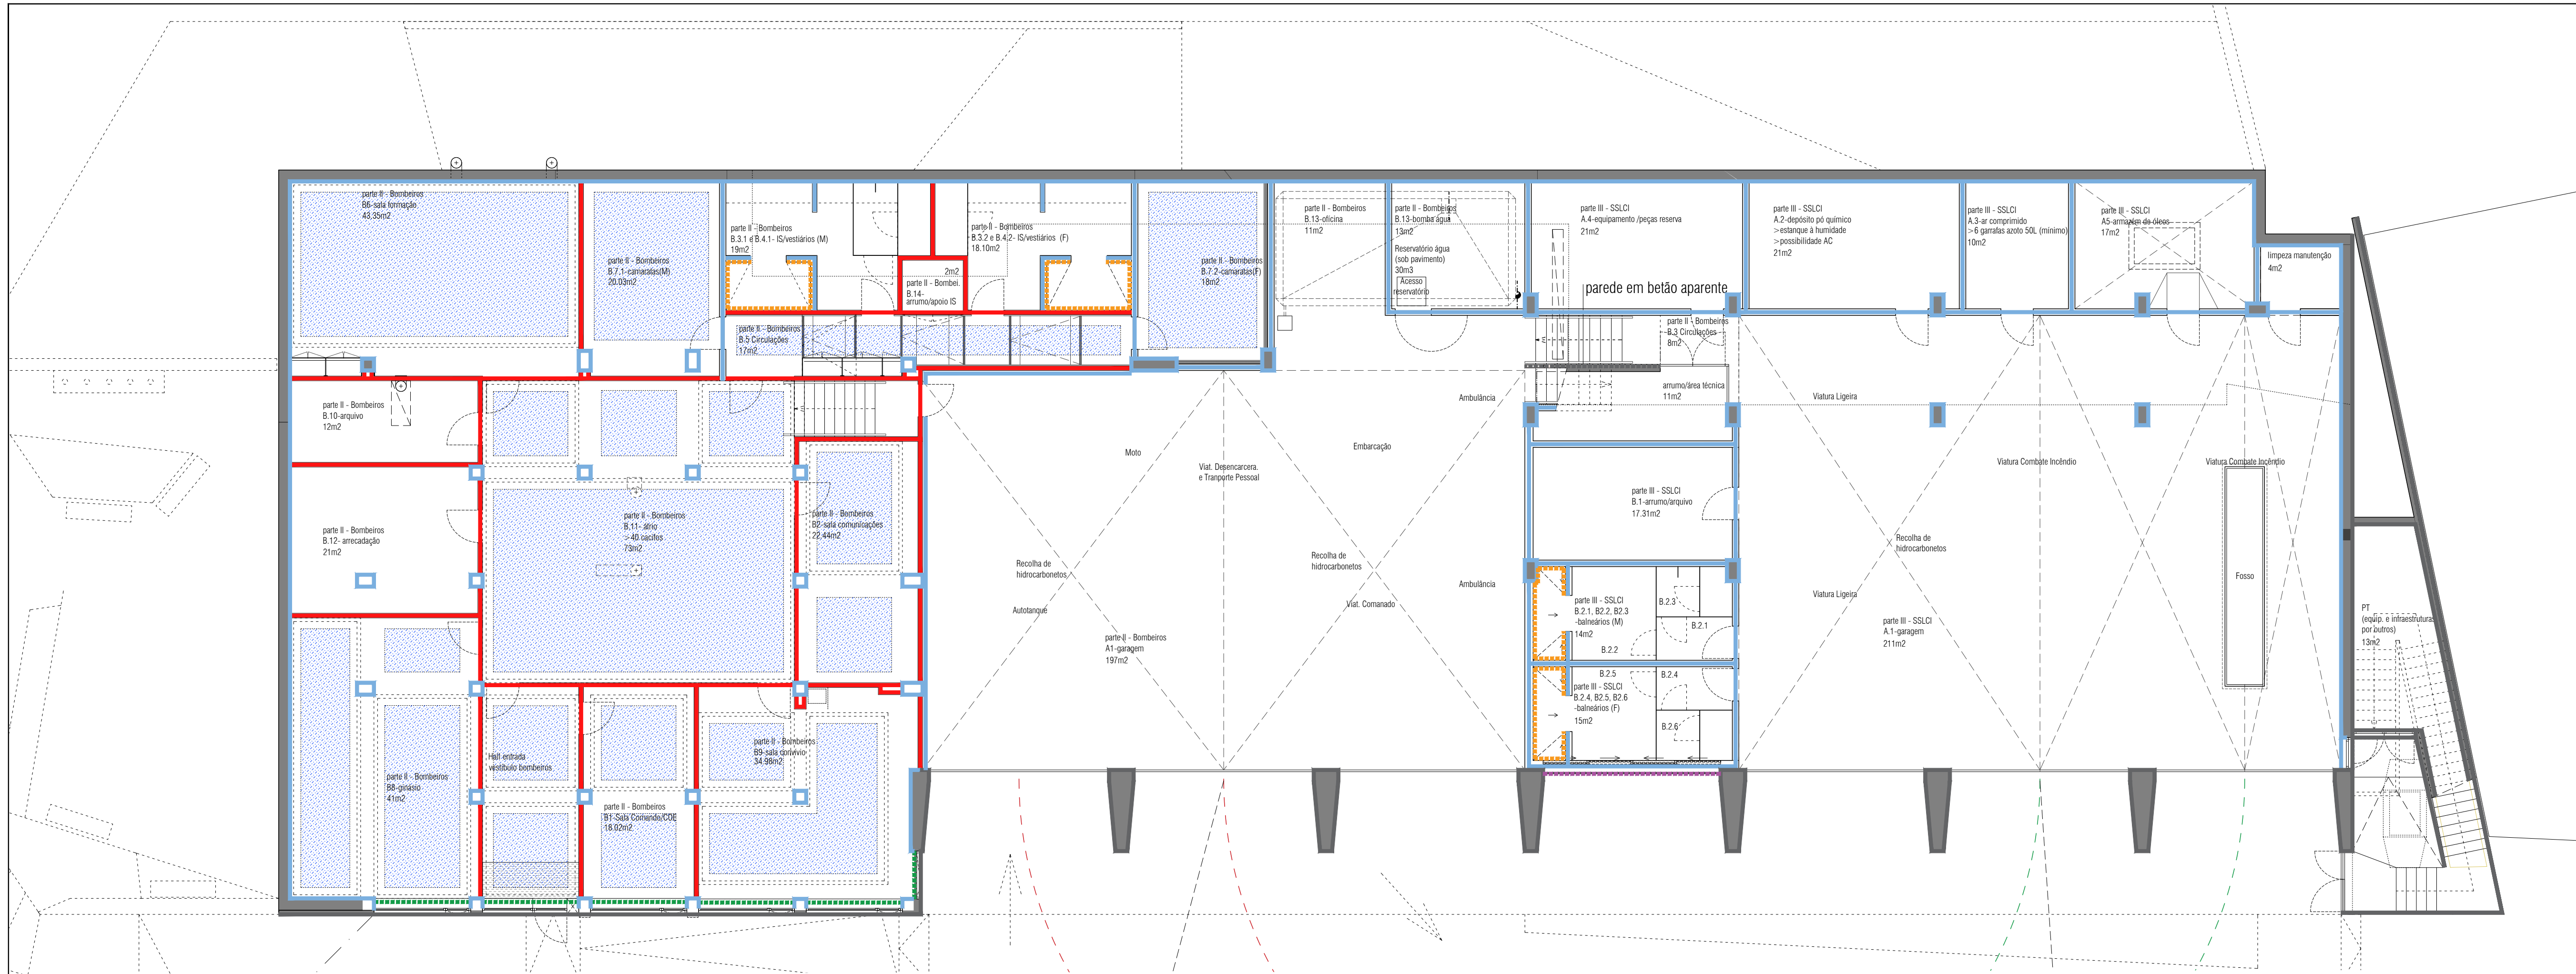 parte II - Bombeiros
B6-sala formação
43,35m2
parte II - Bombeiros
B.7.1-camaratas(M)
20.03m2
parte II - Bombeiros
B.3.1 e B.4.1- IS/vestiários (M)
19m2
parte II - Bombeiros
B.3.2 e B.4.2- IS/vestiários (F)
18.10m2
2m2
parte II - Bombei.
B.14-
arrumo/apoio IS
parte II - Bombeiros
B.7.2-camaratas(F)
18m2
parte II - Bombeiros
B.5 Circulações
17m2
parte II - Bombeiros
B.13-oficina
11m2
parte II - Bombeiros
B.13-bomba água
13m2
Reservatório água
(sob pavimento)
30m3
Acesso
reservatório
parte III - SSLCI
A.4-equipamento /peças reserva
21m2
parede em betão aparente
parte III - SSLCI
A.2-depósito pó químico
>estanque à humidade
>possibilidade AC
21m2
parte III - SSLCI
A.3-ar comprimido
>6 garrafas azoto 50L (mínimo)
10m2
parte III - SSLCI
A5-armazém de óleos
17m2
limpeza manutenção
4m2
parte II - Bombeiros
B.3 Circulações
8m2
arrumo/área técnica
11m2
parte II - Bombeiros
B.10-arquivo
12m2
parte II - Bombeiros
B.12- arrecadação
21m2
parte II - Bombeiros
B.11- átrio
>40 cacifos
73m2
parte II - Bombeiros
B2-sala comunicações
22,44m2
Moto
Viat. Desencarcera.
e Tranporte Pessoal
Embarcação
Ambulância
Recolha de
hidrocarbonetos
Autotanque
Recolha de
hidrocarbonetos
Viat. Comanado
Ambulância
parte II - Bombeiros
A1-garagem
197m2
parte III - SSLCI
B.1-arrumo/arquivo
17.31m2
parte III - SSLCI
B.2.1, B2.2, B2.3
-balneários (M)
14m2
B.2.3
B.2.1
B.2.2
B.2.5
B.2.4
parte III - SSLCI
B.2.4, B2.5, B2.6
-balneários (F)
15m2
B.2.6
Viatura Ligeira
Viatura Combate Incêndio
Viatura Combate Incêndio
Recolha de
hidrocarbonetos
Viatura Ligeira
parte III - SSLCI
A.1-garagem
211m2
Fosso
PT
(equip. e infraestruturas
por outros)
13m2
Hall entrada
vestíbulo bombeiros
parte II - Bombeiros
B8-ginásio
41m2
parte II - Bombeiros
B1-Sala Comando/COE
18.02m2
parte II - Bombeiros
B9-sala convívio
34.98m2